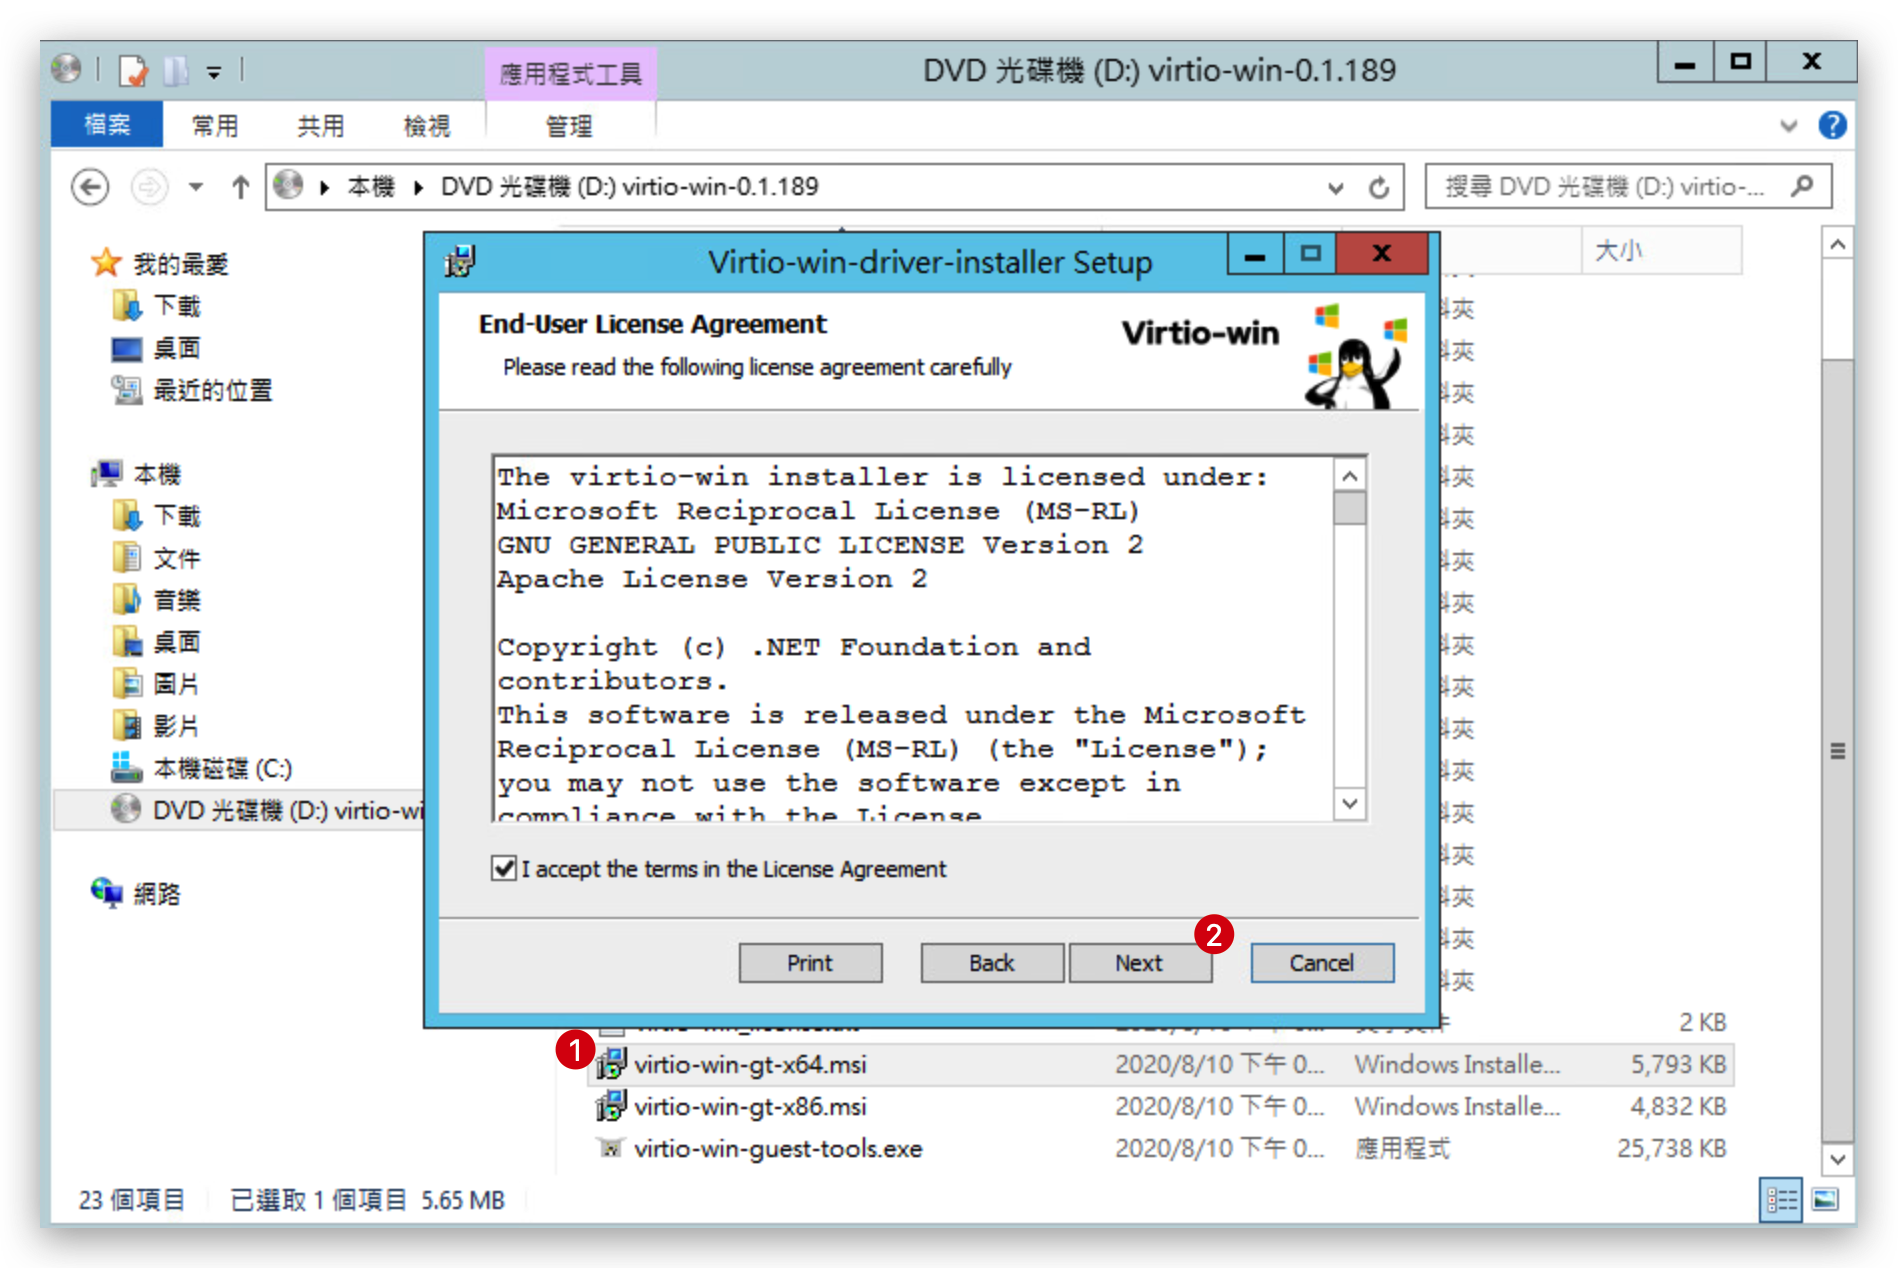 應用程式工具
DVD 光碟機 (D:) virtio-win-0.1.189
檔案
常用
共用
檢視
管理
本機
DVD 光碟機 (D:) virtio-win-0.1.189
搜尋 DVD 光碟機 (D:) virtio-...
我的最愛
下載
桌面
最近的位置
本機
下載
文件
音樂
桌面
圖片
影片
本機磁碟 (C:)
DVD 光碟機 (D:) virtio-wi
網路
大小
Virtio-win-driver-installer Setup
End-User License Agreement
Please read the following license agreement carefully
Virtio-win
The virtio-win installer is licensed under:
Microsoft Reciprocal License (MS-RL)
GNU GENERAL PUBLIC LICENSE Version 2
Apache License Version 2
Copyright (c) .NET Foundation and
contributors.
This software is released under the Microsoft
Reciprocal License (MS-RL) (the "License");
you may not use the software except in
compliance with the License
I accept the terms in the License Agreement
Print
Back
Next
2
Cancel
2 KB
1
virtio-win-gt-x64.msi 2020/8/10 下午 0... Windows Installe... 5,793 KB
virtio-win-gt-x86.msi 2020/8/10 下午 0... Windows Installe... 4,832 KB
virtio-win-guest-tools.exe 2020/8/10 下午 0... 應用程式 25,738 KB
23 個項目 已選取 1 個項目 5.65 MB